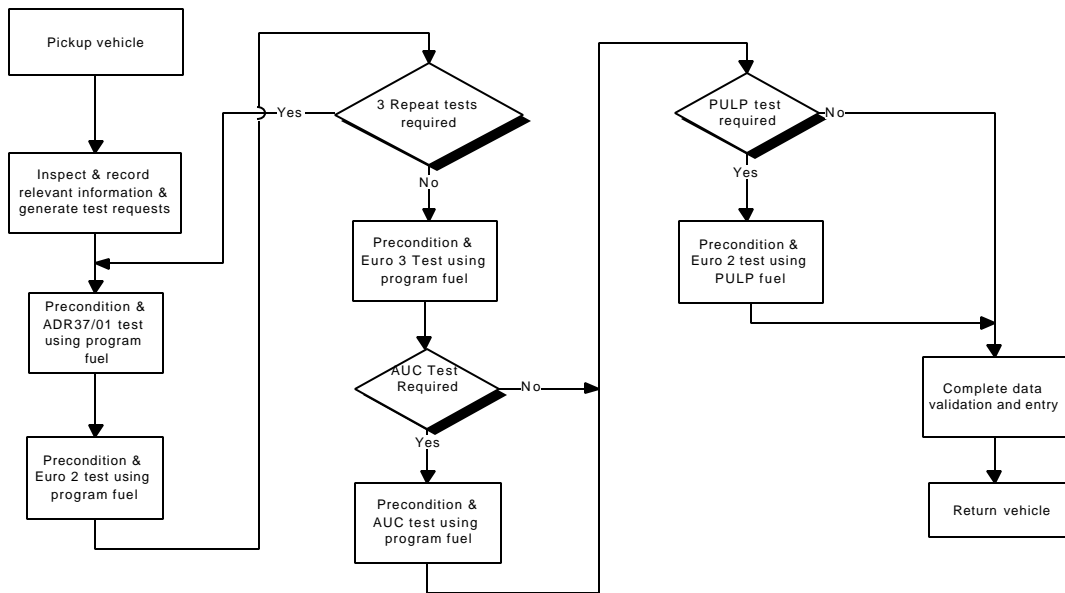 Pickup vehicle
Inspect & record
relevant information &
generate test requests
Precondition &
ADR37/01 test
using program
fuel
Precondition &
Euro 2 test using
program fuel
3 Repeat tests
required
Yes
No
Precondition &
Euro 3 Test using
program fuel
AUC Test
Required
No
Yes
Precondition &
AUC test using
program fuel
PULP test
required
No
Yes
Precondition &
Euro 2 test using
PULP fuel
Complete data
validation and entry
Return vehicle